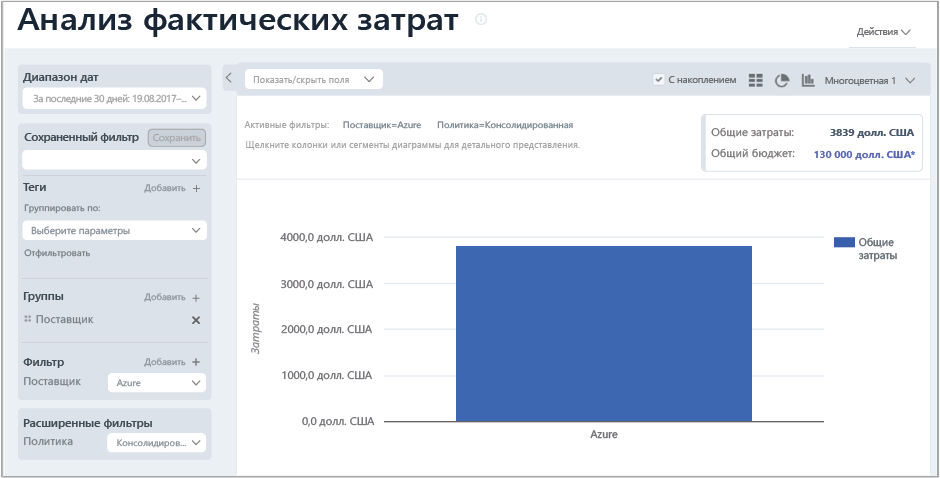 Анализ фактических затрат
Действия
Диапазон дат
За последние 30 дней: 19.08.2017–...
Сохраненный фильтр Сохранить
Теги Добавить +
Группировать по:
Выберите параметры
Отфильтровать
Группы Добавить +
Поставщик
Фильтр Добавить +
Поставщик Azure
Расширенные фильтры
Политика Консолидиров...
Показать/скрыть поля
С накоплением
Многоцветная 1
Активные фильтры: Поставщик=Azure Политика=Консолидированная
Щелкните колонки или сегменты диаграммы для детального представления.
Общие затраты: 3839 долл. США
Общий бюджет: 130 000 долл. США*
4000,0 долл. США
3000,0 долл. США
2000,0 долл. США
1000,0 долл. США
0,0 долл. США
Затраты
Azure
Общие
затраты